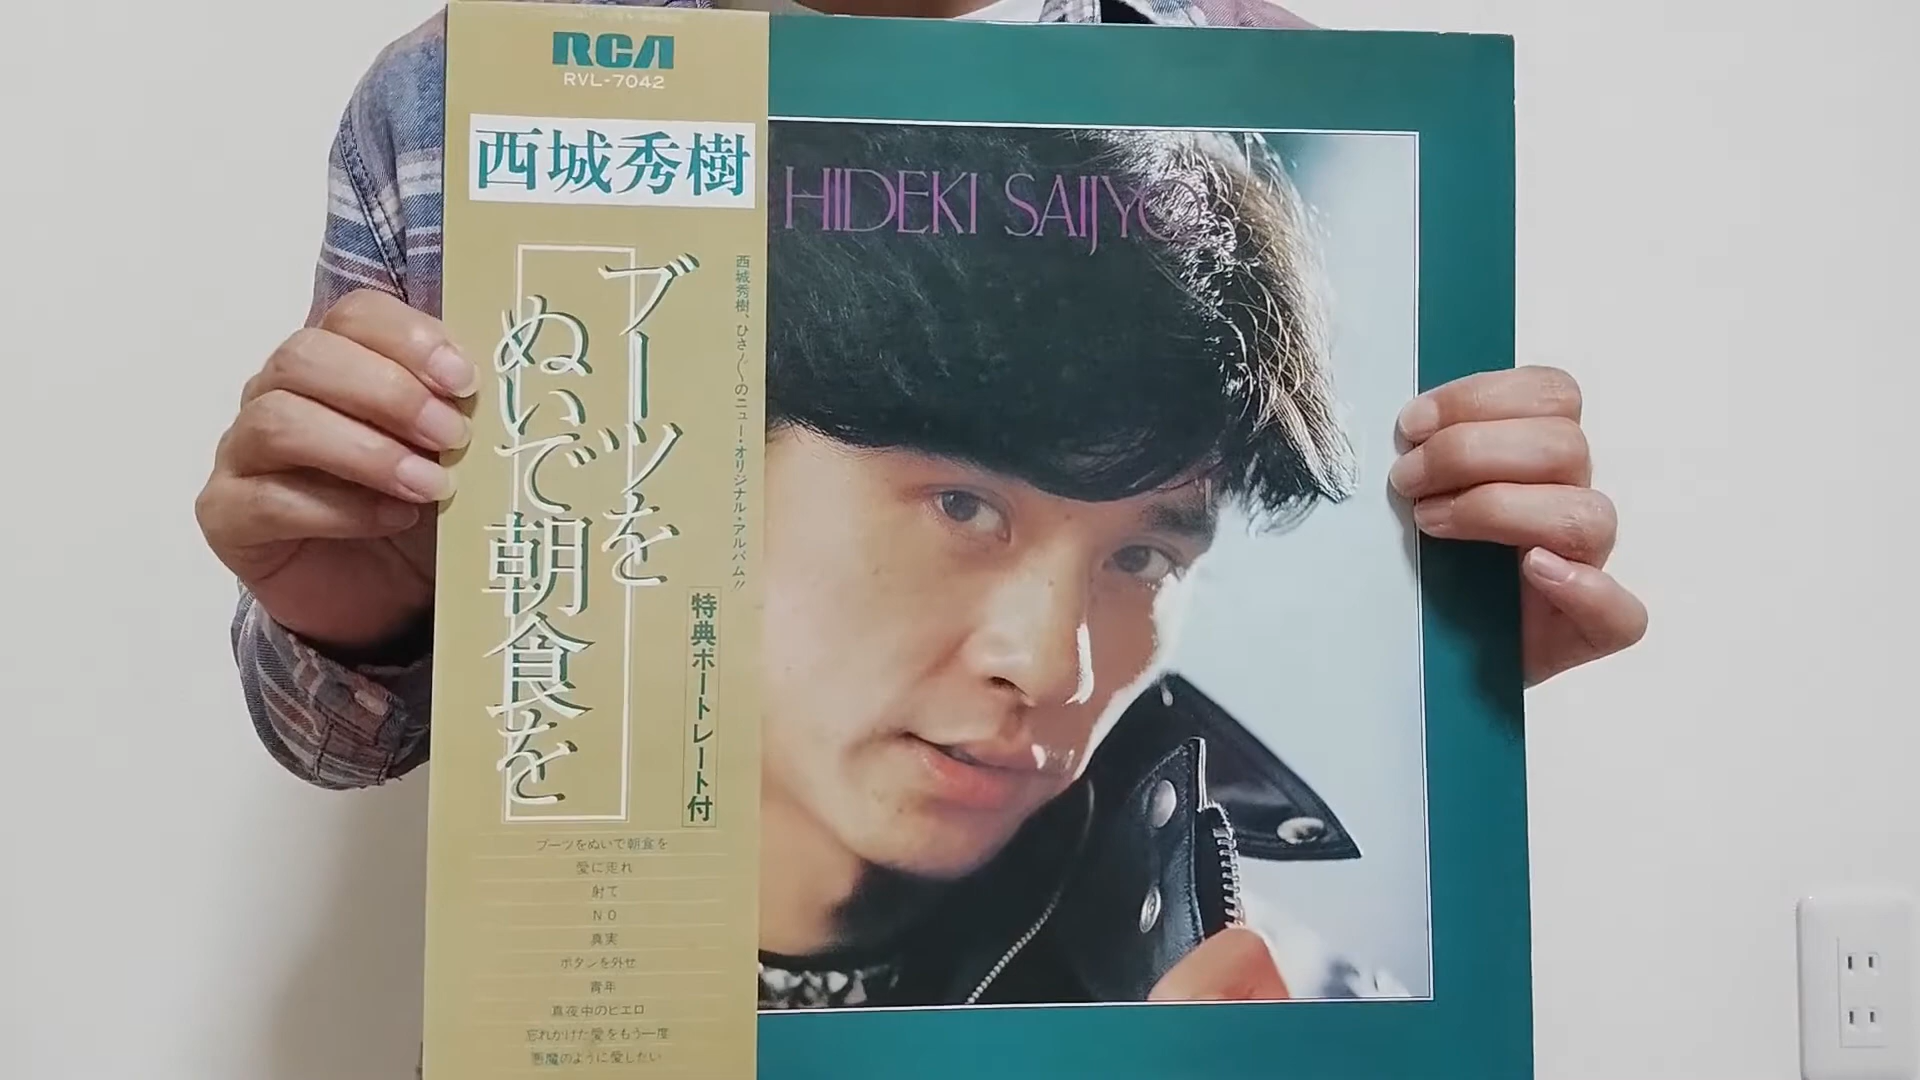 RCA
RVL-7042
西城秀樹
HIDEKI SAIJYO
西城秀樹、ひさ〴〵のニュー・オリジナル・アルバム!!
ブーツを
ぬいで朝食を
特典ポートレート付
ブーツをぬいで朝食を
愛に走れ
射て
NO
真実
ボタンを外せ
青年
真夜中のピエロ
忘れかけた愛をもう一度
悪魔のように愛したい